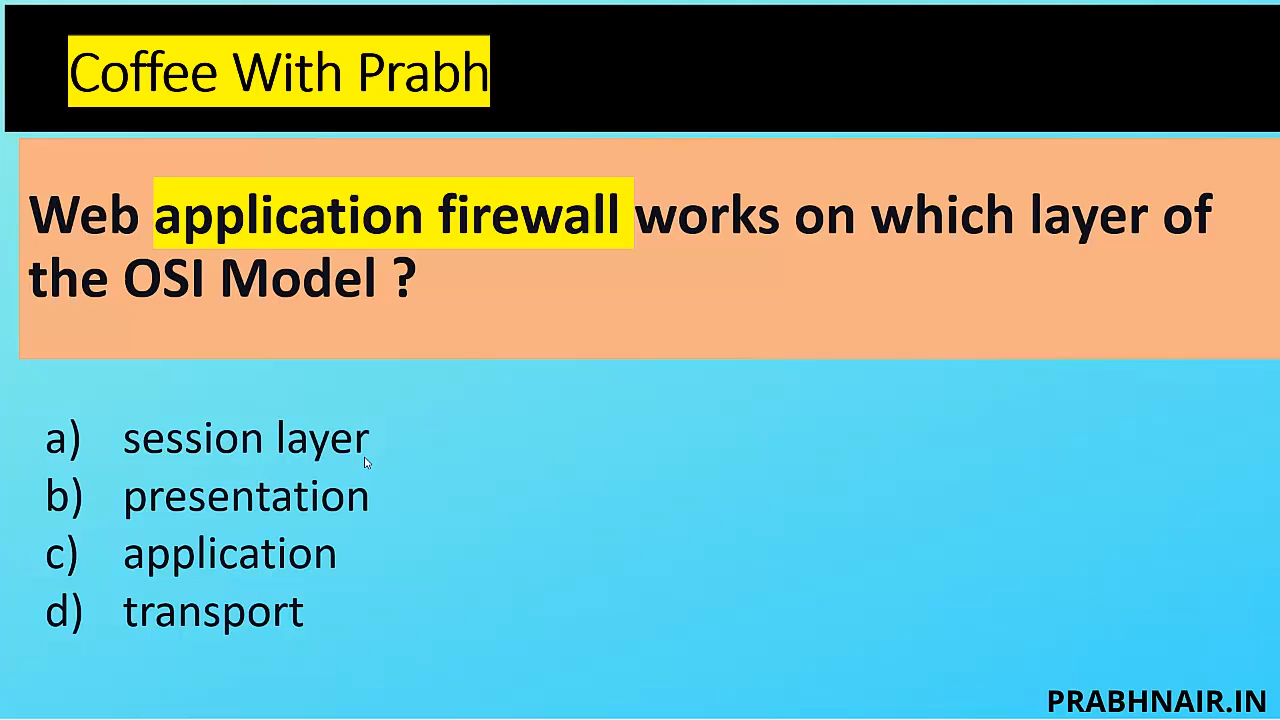 Coffee With Prabh
Web application firewall works on which layer of
the OSI Model ?
a) session layer
b) presentation
c) application
d) transport
PRABHNAIR.IN